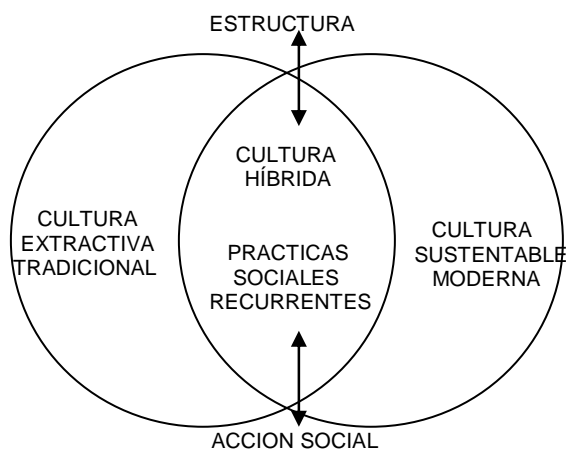 ESTRUCTURA
CULTURA
HÍBRIDA
CULTURA
EXTRACTIVA
TRADICIONAL
PRACTICAS
SOCIALES
RECURRENTES
CULTURA
SUSTENTABLE
MODERNA
ACCION SOCIAL